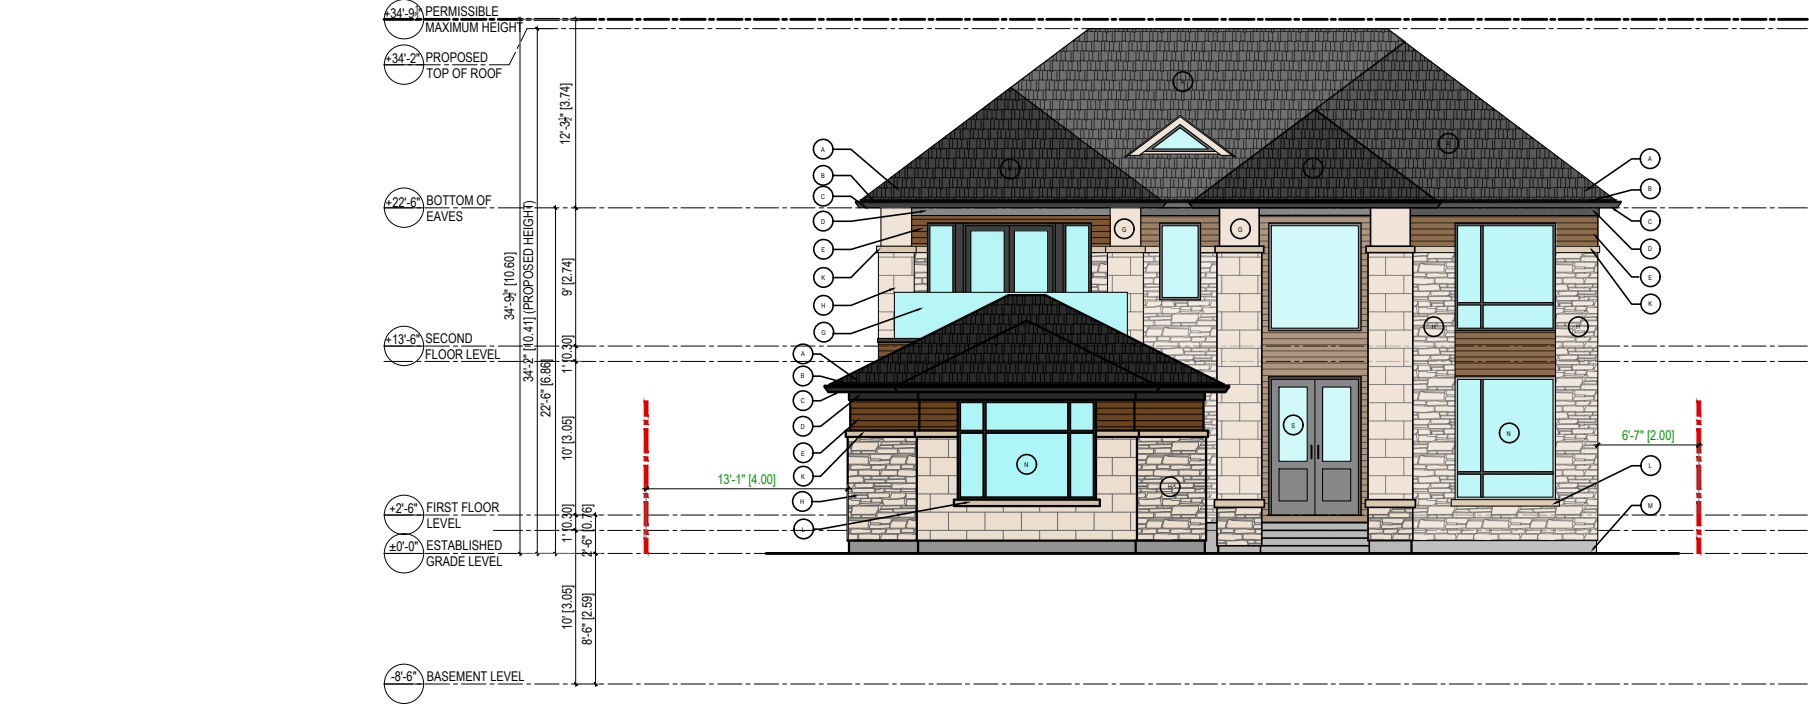 +34'-9½" PERMISSIBLE
MAXIMUM HEIGHT
+34'-2" PROPOSED
TOP OF ROOF
+22'-6" BOTTOM OF
EAVES
+13'-6" SECOND
FLOOR LEVEL
+2'-6" FIRST FLOOR
LEVEL
±0'-0" ESTABLISHED
GRADE LEVEL
-8'-6" BASEMENT LEVEL
34'-9½" [10.60]
34'-2" [10.41] (PROPOSED HEIGHT)
22'-6" [6.86]
12'-3½" [3.74]
9' [2.74]
1' [0.30]
10' [3.05]
1' [0.30]
2'-6" [0.76]
10' [3.05]
8'-6" [2.59]
13'-1" [4.00]
6'-7" [2.00]
A
B
C
D
E
K
H
G
A
B
C
D
E
K
H
L
G
G
H
H
H
N
S
N
A
B
C
D
E
K
L
M